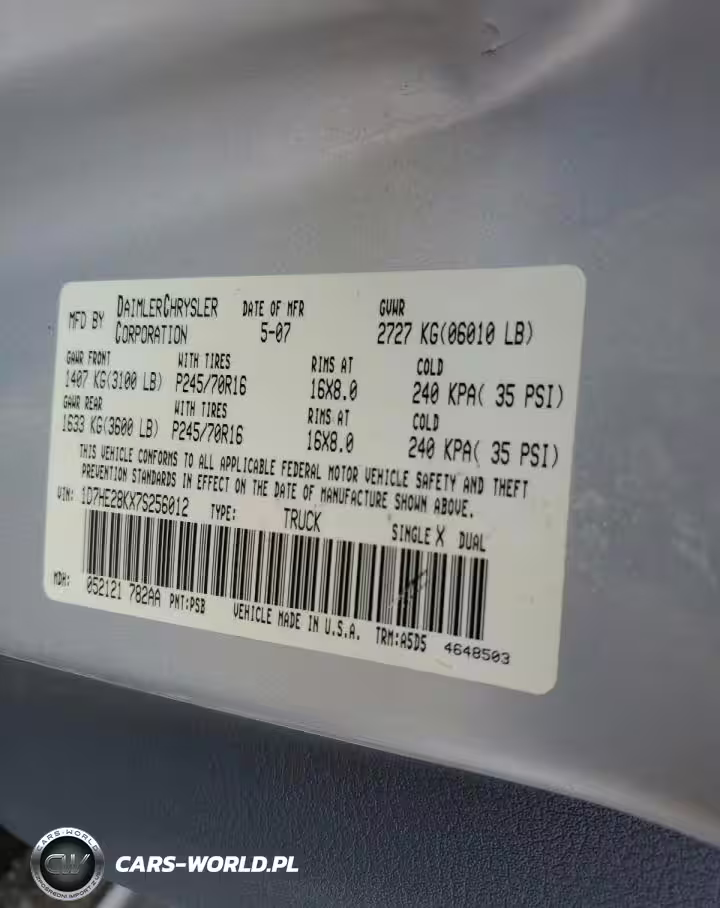 MFD BY DAIMLERCHRYSLER CORPORATION DATE OF MFR 5-07 GVWR 2727 KG(06010 LB)
GAWR FRONT WITH TIRES RIMS AT COLD
1407 KG(3100 LB) P245/70R16 16X8.0 240 KPA( 35 PSI)
GAWR REAR WITH TIRES RIMS AT COLD
1633 KG(3600 LB) P245/70R16 16X8.0 240 KPA( 35 PSI)
THIS VEHICLE CONFORMS TO ALL APPLICABLE FEDERAL MOTOR VEHICLE SAFETY AND THEFT
PREVENTION STANDARDS IN EFFECT ON THE DATE OF MANUFACTURE SHOWN ABOVE.
VIN: 1D7HE28KX7S256012 TYPE: TRUCK SINGLE X DUAL
MDH: 052121 782AA PNT:PSB VEHICLE MADE IN U.S.A. TRM:A5D5 4648503
CARS-WORLD
CW
CARS-WORLD.PL